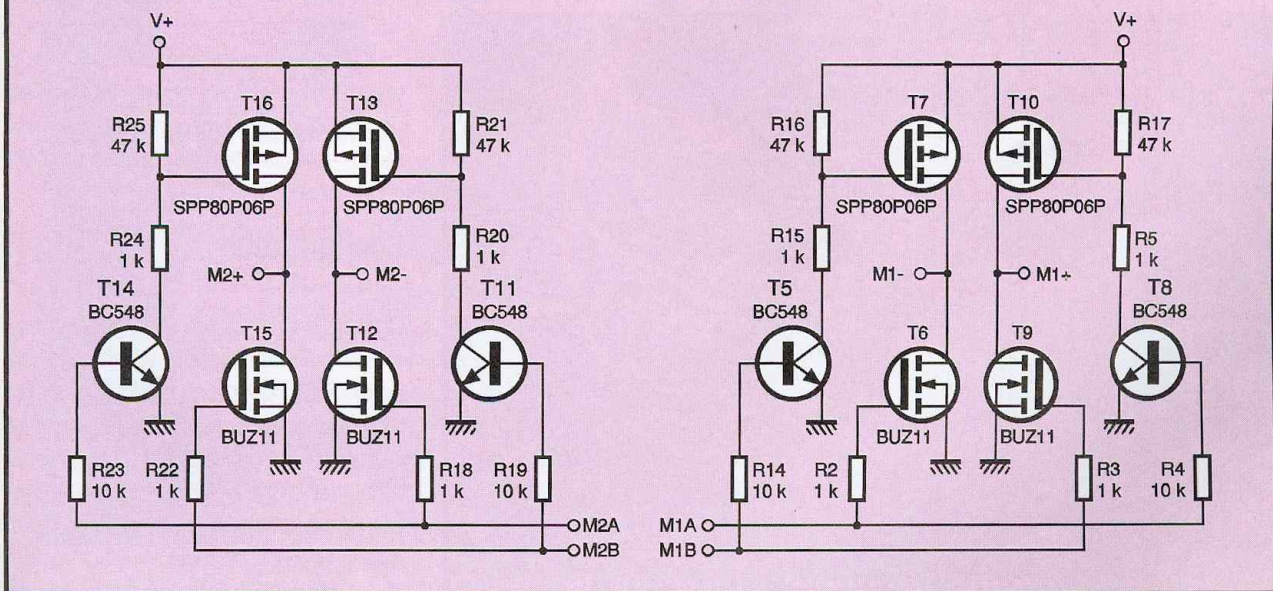 V+
V+
T16
T13
T7
T10
R25
47 k
R21
47 k
R16
47 k
R17
47 k
SPP80P06P
SPP80P06P
SPP80P06P
SPP80P06P
R24
1 k
R20
1 k
R15
1 k
R5
1 k
M2+
M2-
M1-
M1+
T14
BC548
T11
BC548
T5
BC548
T8
BC548
T15
T12
T6
T9
BUZ11
BUZ11
BUZ11
BUZ11
R23
10 k
R22
1 k
R18
1 k
R19
10 k
R14
10 k
R2
1 k
R3
1 k
R4
10 k
M2A
M1A
M2B
M1B